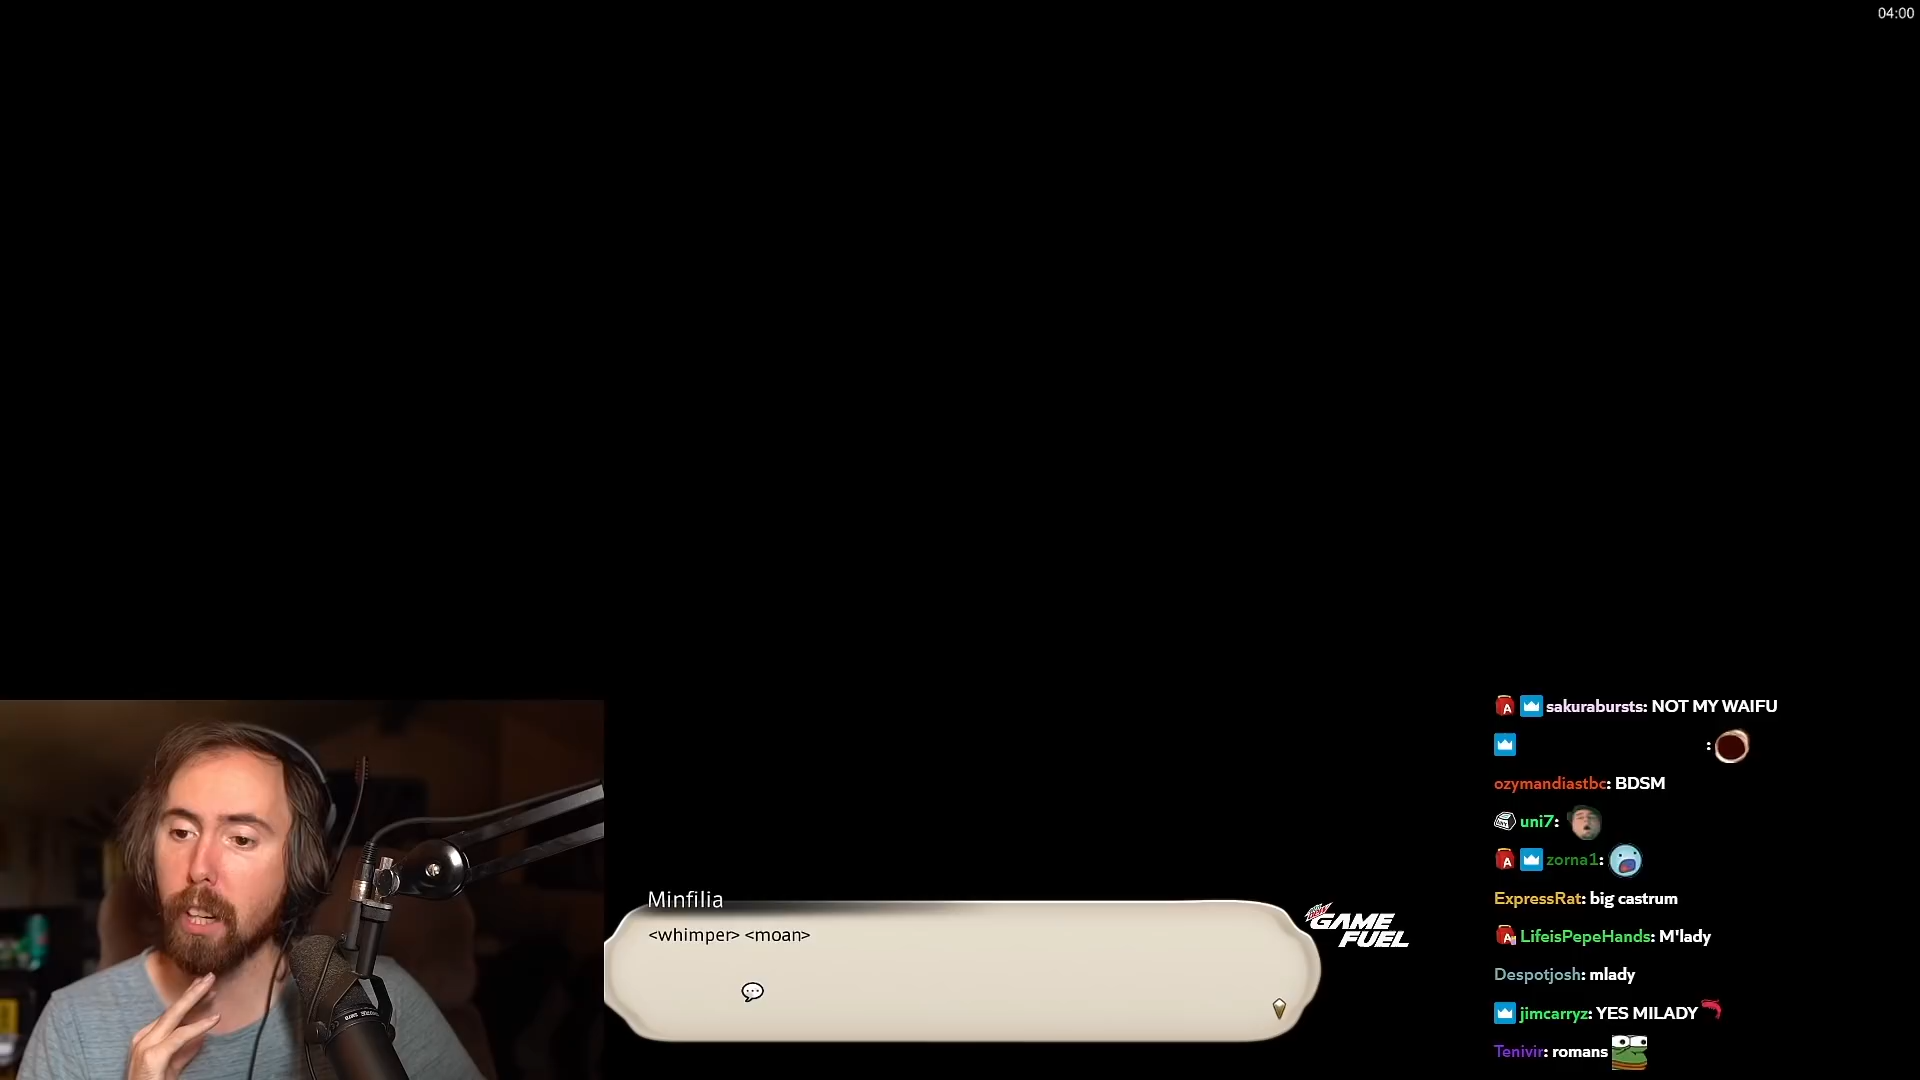 04:00
sakurabursts: NOT MY WAIFU
:
ozymandiastbc: BDSM
uni7:
zorna1:
ExpressRat: big castrum
LifeisPepeHands: M'lady
Despotjosh: mlady
jimcarryz: YES MILADY
Tenivir: romans
Minfilia
<whimper> <moan>
GAME
FUEL